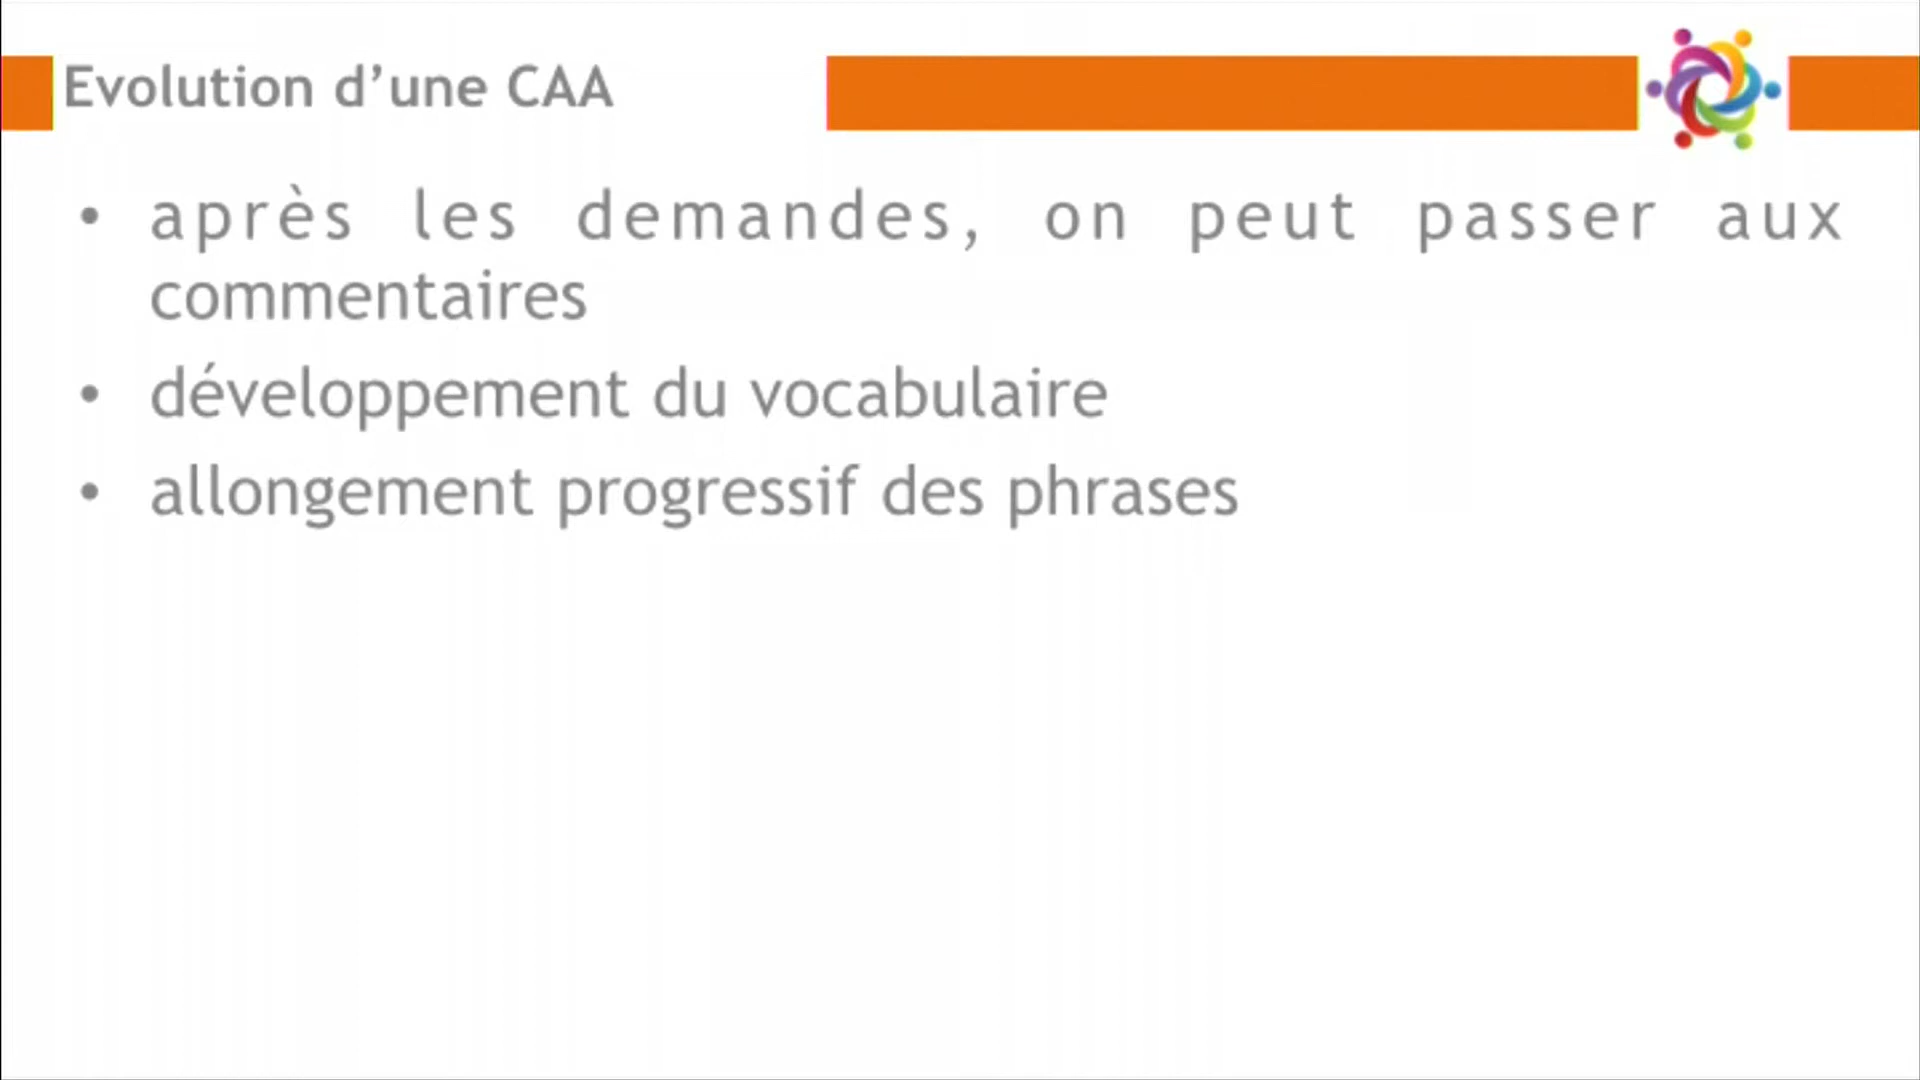 Evolution d’une CAA
• après les demandes, on peut passer aux
commentaires
• développement du vocabulaire
• allongement progressif des phrases